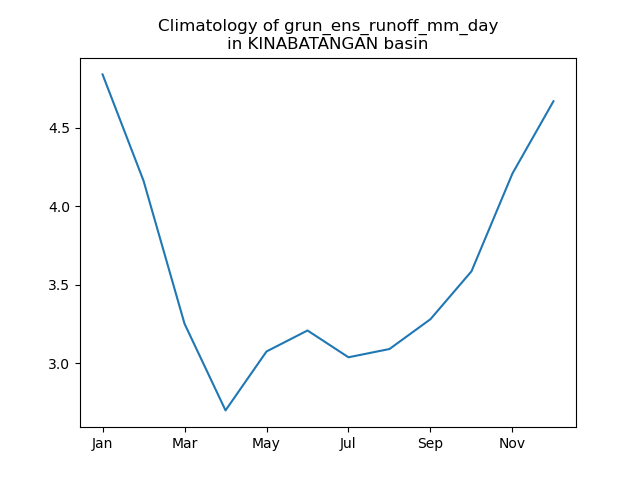 Climatology of grun_ens_runoff_mm_day
in KINABATANGAN basin
4.5
4.0
3.5
3.0
Jan Mar May Jul Sep Nov